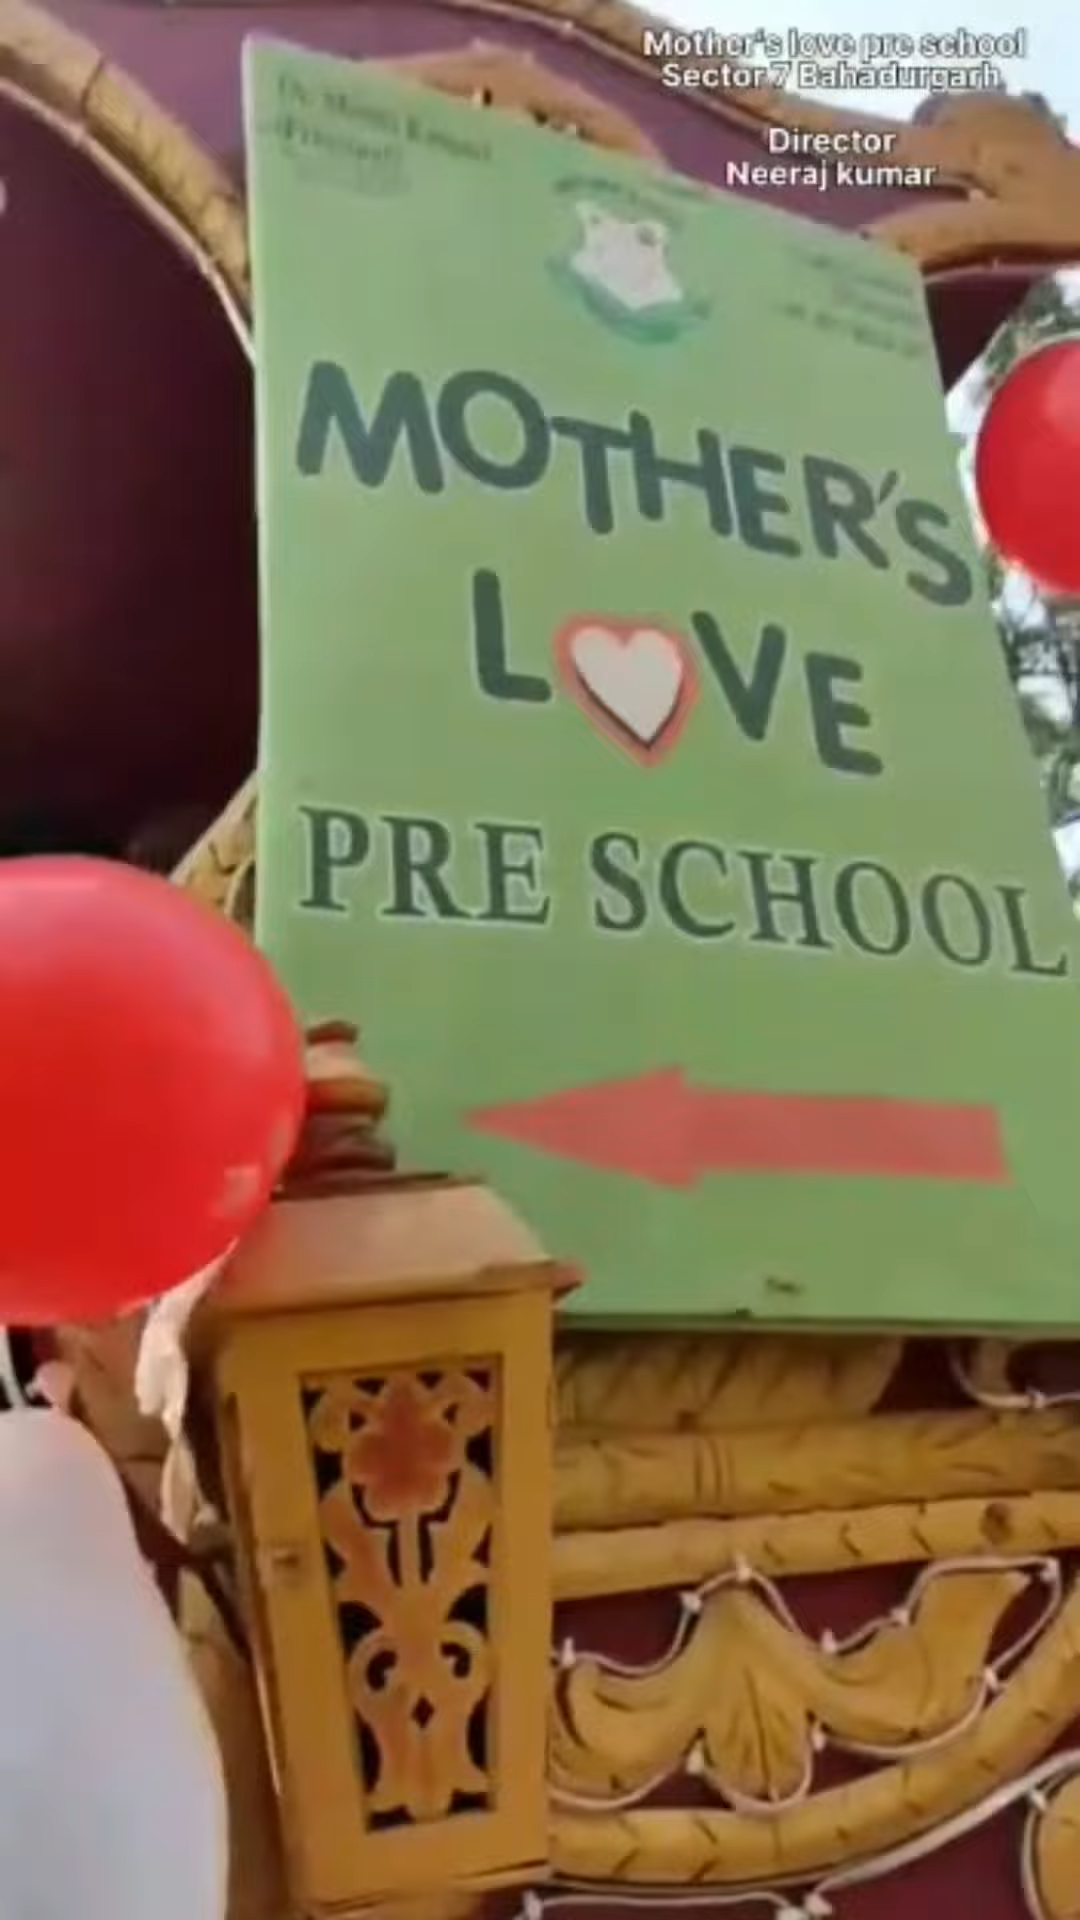 Mother's love pre school
Sector 7 Bahadurgarh
Director
Neeraj kumar
MOTHER'S
LOVE
PRE SCHOOL